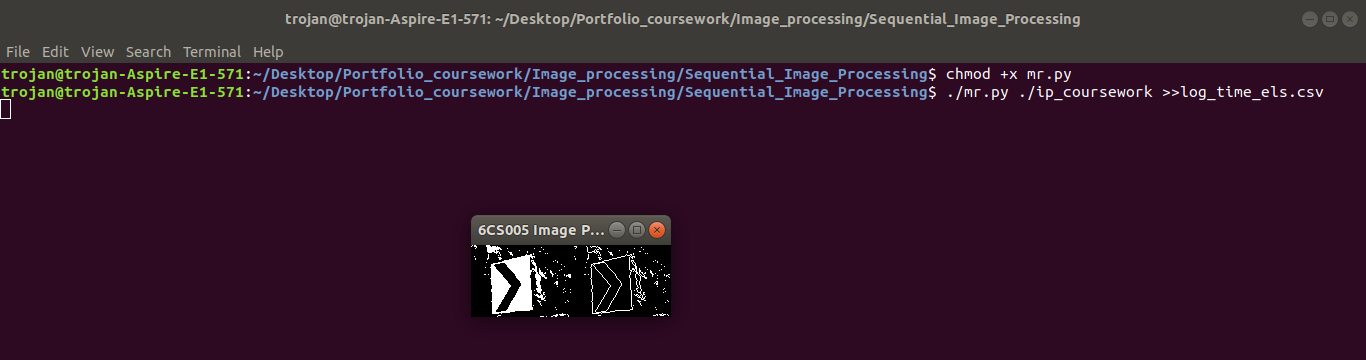 trojan@trojan-Aspire-E1-571: ~/Desktop/Portfolio_coursework/Image_processing/Sequential_Image_Processing
File Edit View Search Terminal Help
trojan@trojan-Aspire-E1-571:~/Desktop/Portfolio_coursework/Image_processing/Sequential_Image_Processing$ chmod +x mr.py
trojan@trojan-Aspire-E1-571:~/Desktop/Portfolio_coursework/Image_processing/Sequential_Image_Processing$ ./mr.py ./ip_coursework >>log_time_els.csv
6CS005 Image P...